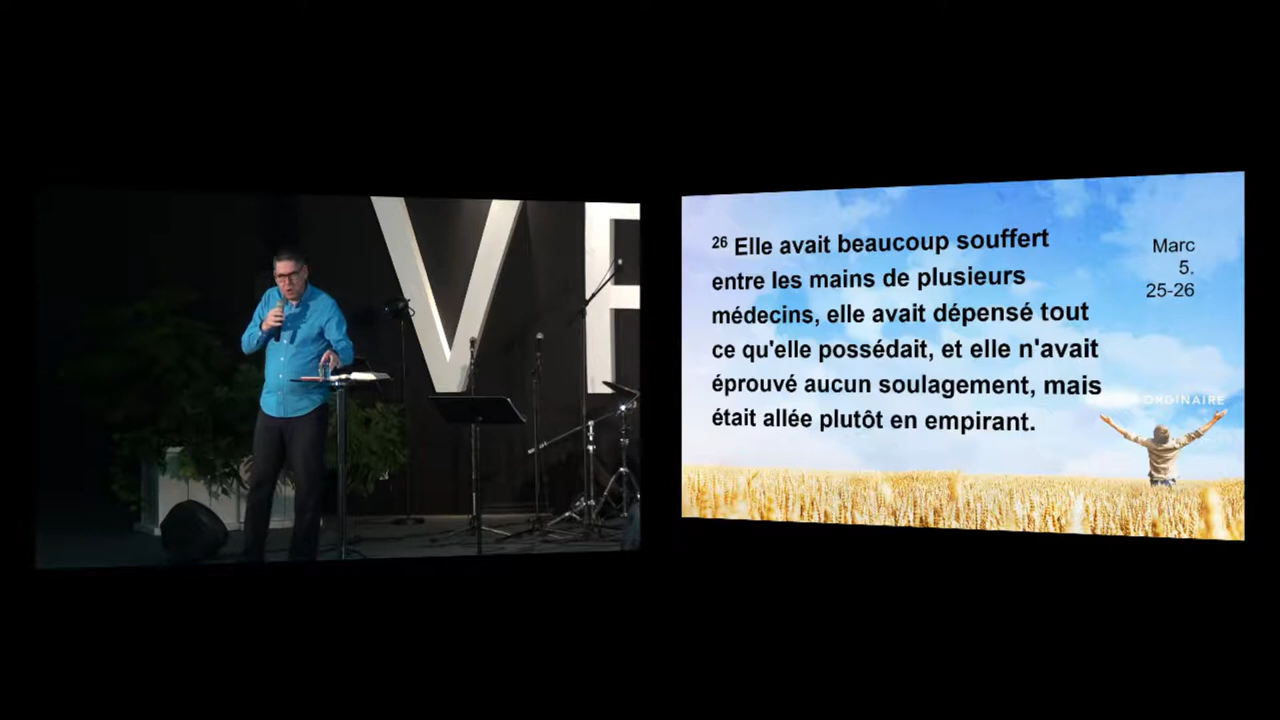 VE
26 Elle avait beaucoup souffert
entre les mains de plusieurs
médecins, elle avait dépensé tout
ce qu'elle possédait, et elle n'avait
éprouvé aucun soulagement, mais
était allée plutôt en empirant.
Marc
5.
25-26
ORDINAIRE